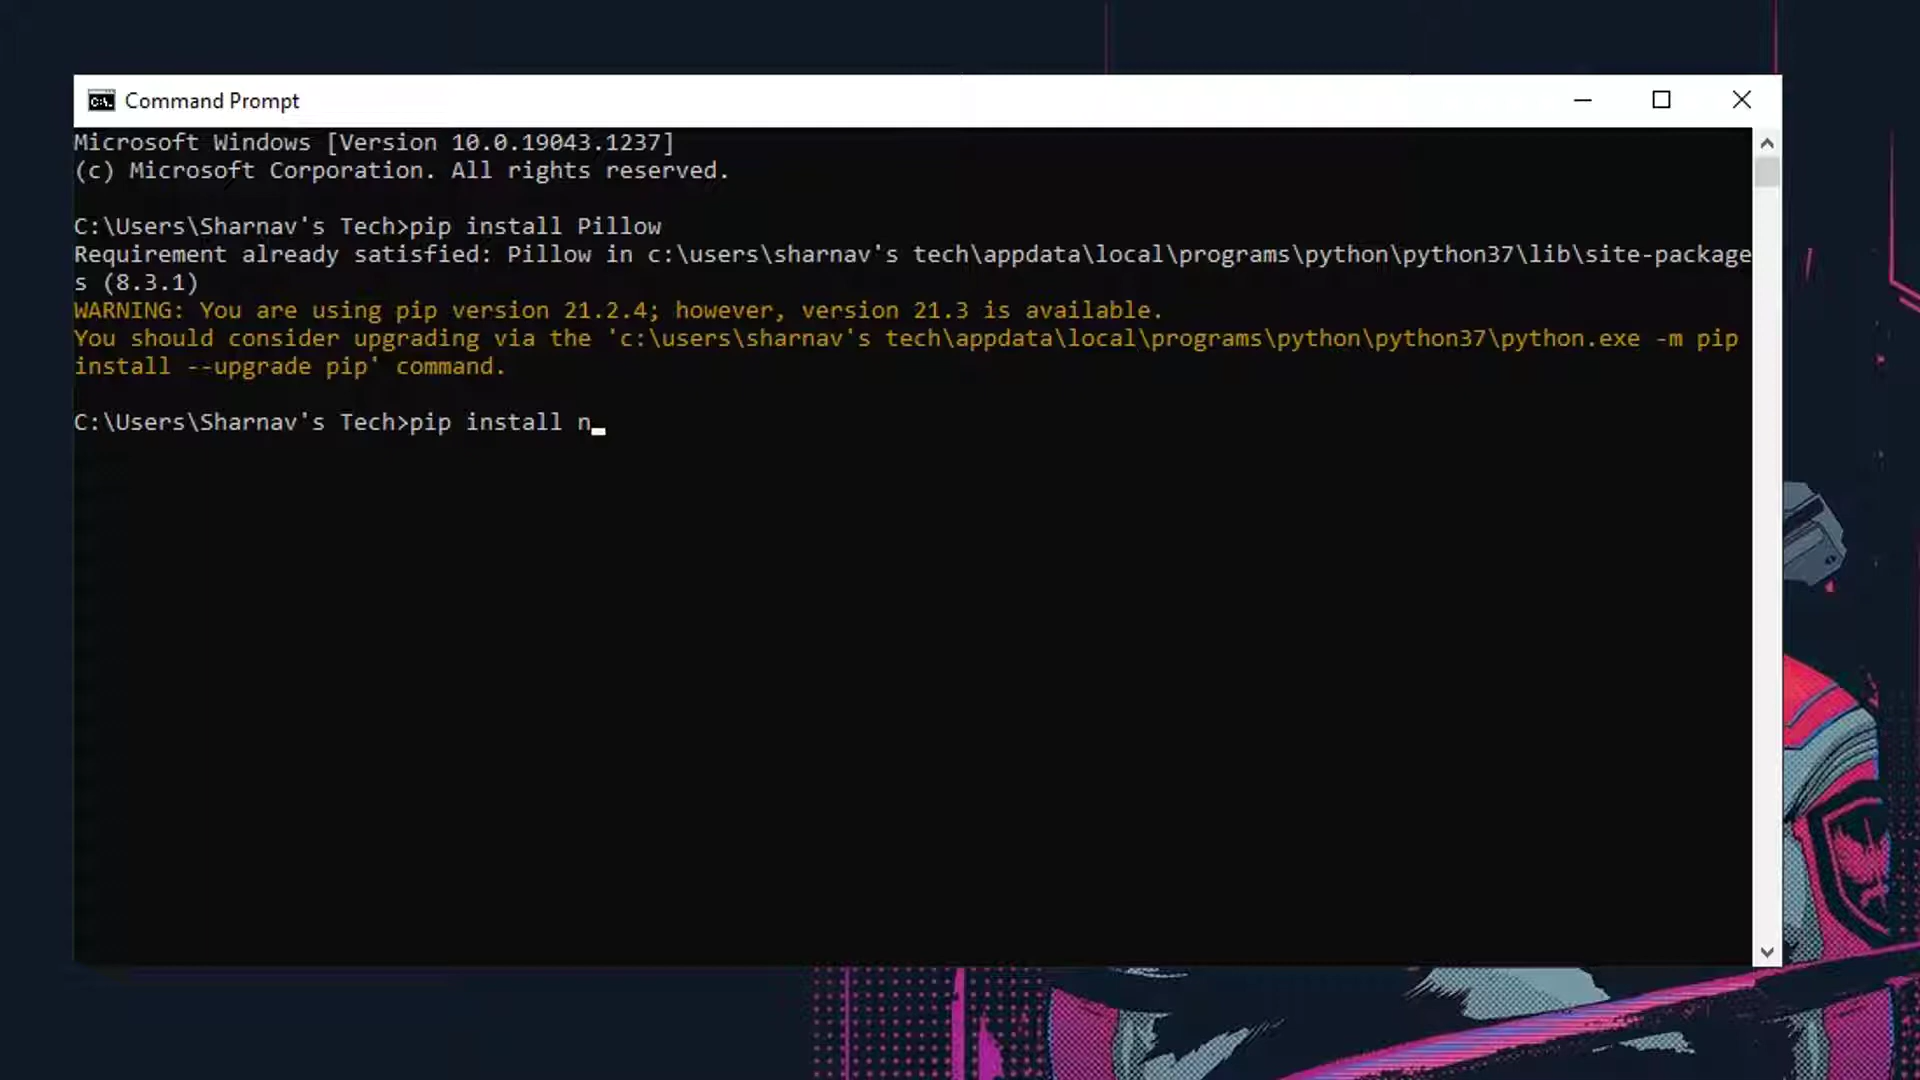 Command Prompt
Microsoft Windows [Version 10.0.19043.1237]
(c) Microsoft Corporation. All rights reserved.
C:\Users\Sharnav's Tech>pip install Pillow
Requirement already satisfied: Pillow in c:\users\sharnav's tech\appdata\local\programs\python\python37\lib\site-package
s (8.3.1)
WARNING: You are using pip version 21.2.4; however, version 21.3 is available.
You should consider upgrading via the 'c:\users\sharnav's tech\appdata\local\programs\python\python37\python.exe -m pip
install --upgrade pip' command.
C:\Users\Sharnav's Tech>pip install n